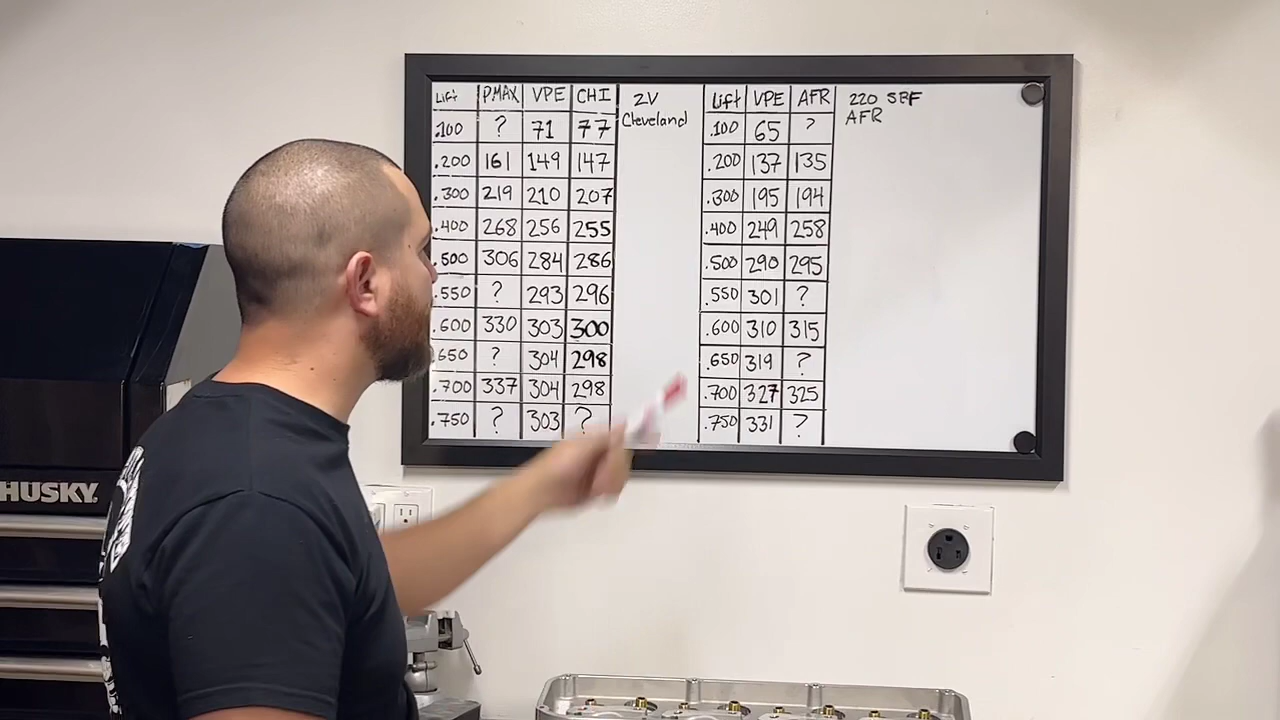 Lift PMAX VPE CHI
.100 ? 71 77
.200 161 149 147
.300 219 210 207
.400 268 256 255
.500 306 284 286
.550 ? 293 296
.600 330 303 300
.650 ? 304 298
.700 337 304 298
.750 ? 303 ?
2V
Cleveland
Lift VPE AFR
.100 65 ?
.200 137 135
.300 195 194
.400 249 258
.500 290 295
.550 301 ?
.600 310 315
.650 319 ?
.700 327 325
.750 331 ?
220 SBF
AFR
HUSKY